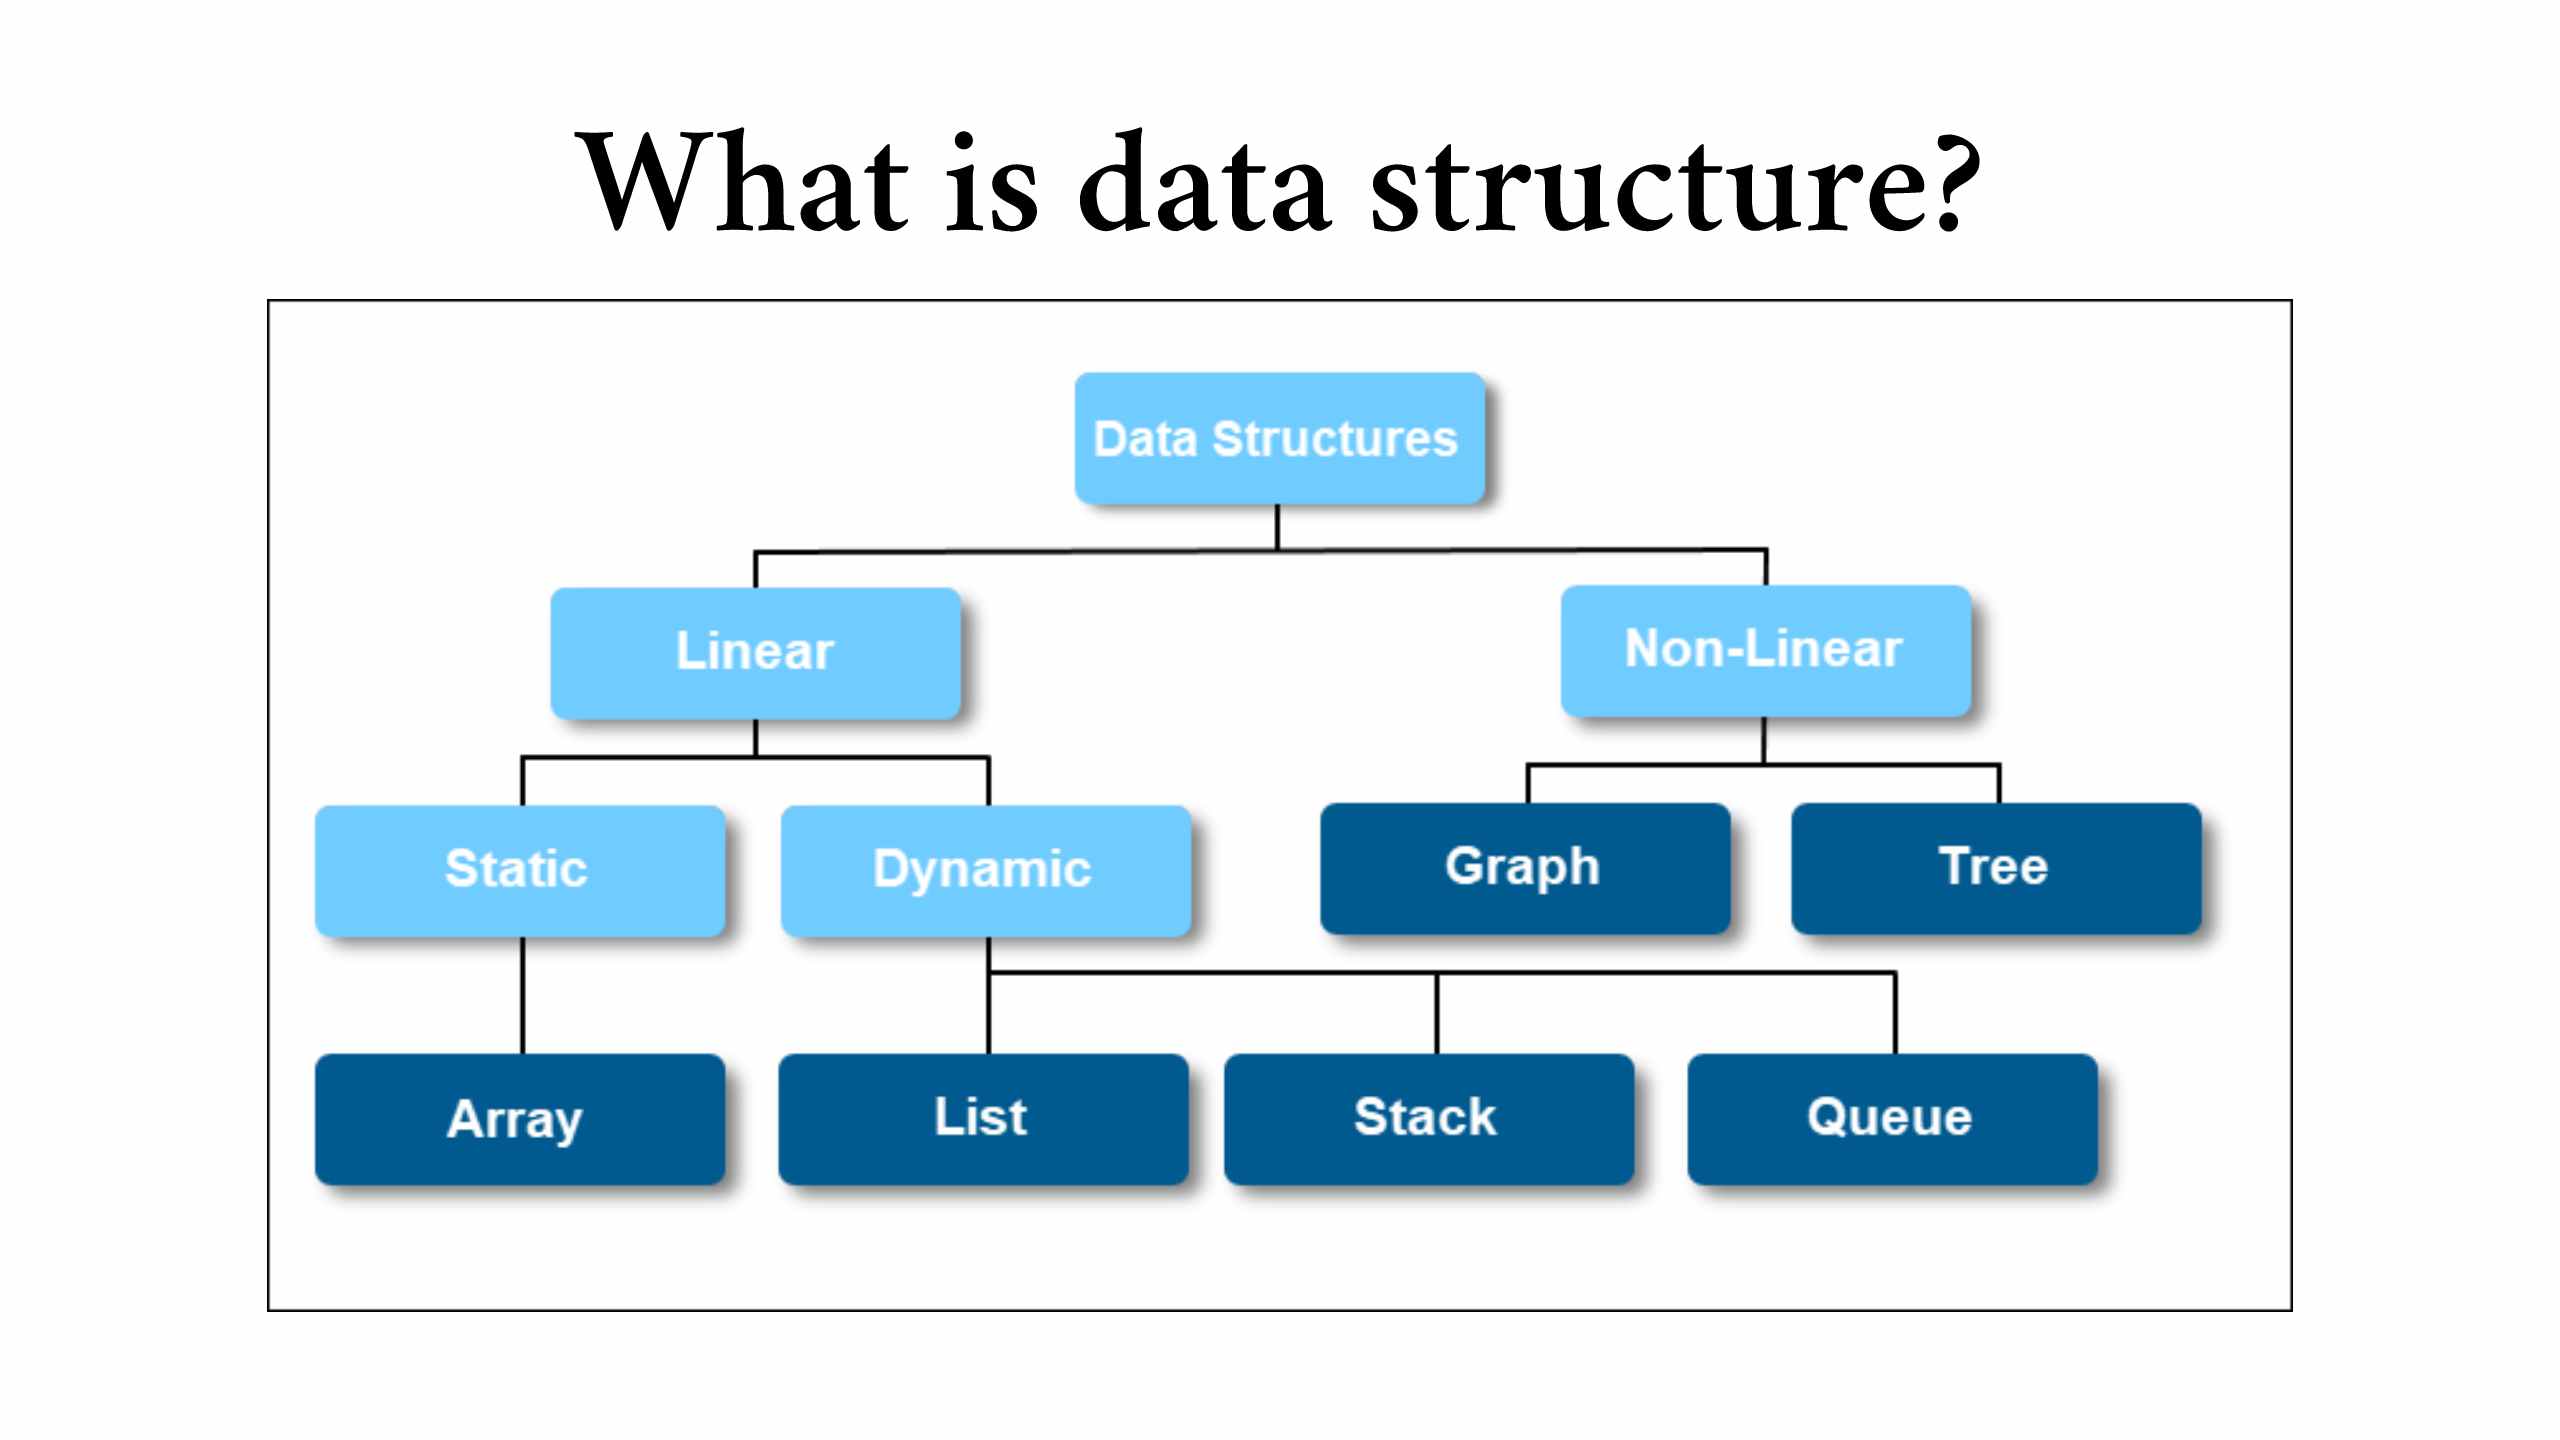 What is data structure?
Data Structures
Linear
Non-Linear
Static
Dynamic
Graph
Tree
Array
List
Stack
Queue